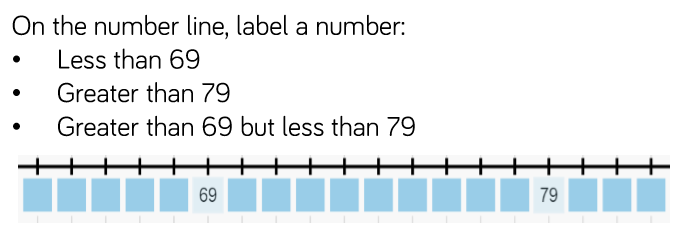 On the number line, label a number:
• Less than 69
• Greater than 79
• Greater than 69 but less than 79
69 79